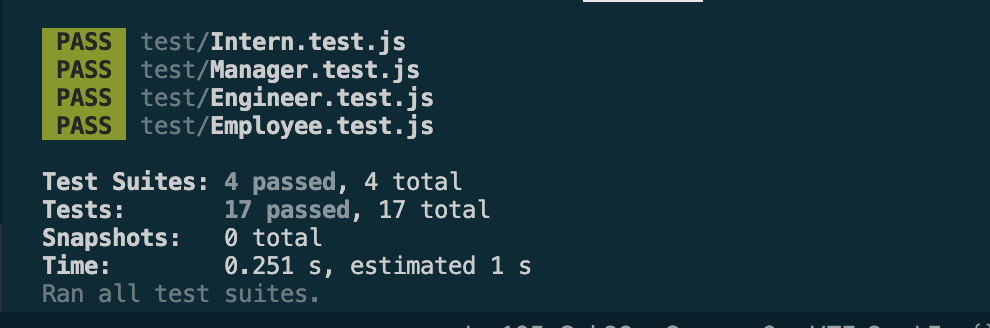 PASS test/Intern.test.js
PASS test/Manager.test.js
PASS test/Engineer.test.js
PASS test/Employee.test.js
Test Suites: 4 passed, 4 total
Tests: 17 passed, 17 total
Snapshots: 0 total
Time: 0.251 s, estimated 1 s
Ran all test suites.